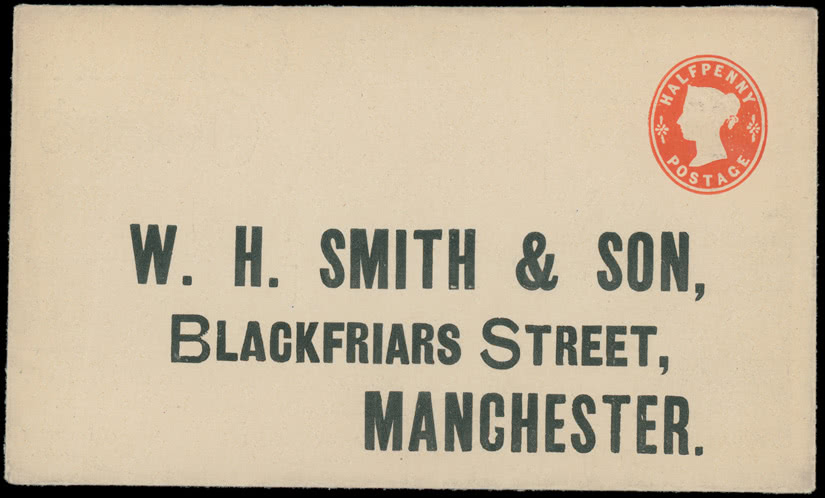 HALFPENNY
POSTAGE
W. H. SMITH & SON,
BLACKFRIARS STREET,
MANCHESTER.